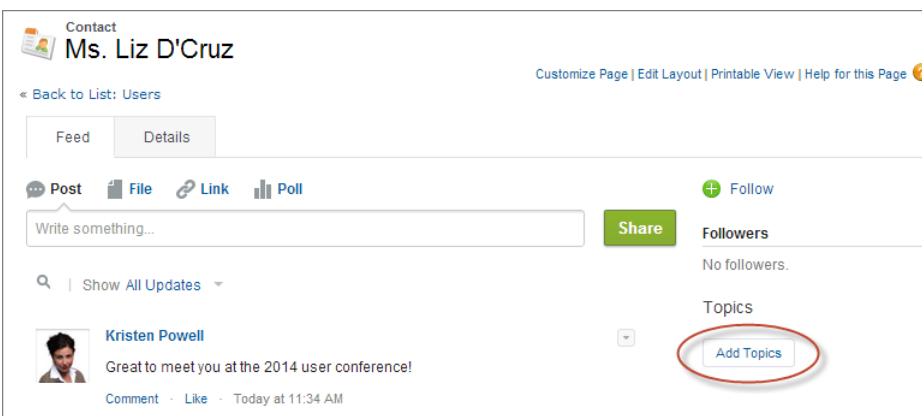 Contact
Ms. Liz D'Cruz
Customize Page | Edit Layout | Printable View | Help for this Page ?
« Back to List: Users
Feed Details
Post File Link Poll
Follow
Write something...
Share
Followers
No followers.
Show All Updates
Topics
Kristen Powell
Great to meet you at the 2014 user conference!
Add Topics
Comment · Like · Today at 11:34 AM